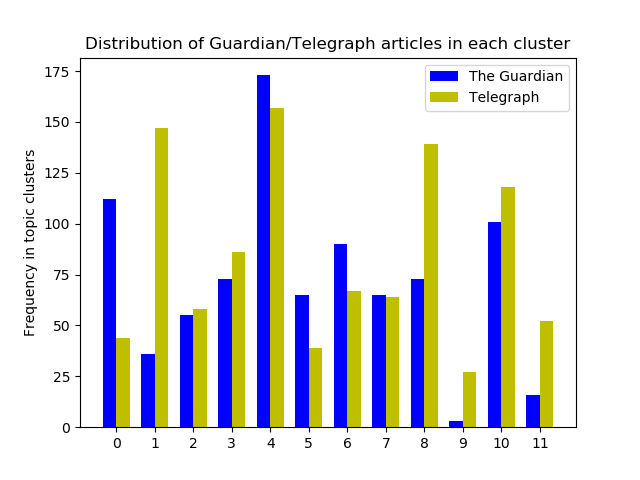 Distribution of Guardian/Telegraph articles in each cluster
The Guardian
Telegraph
Frequency in topic clusters
175
150
125
100
75
50
25
0
0 1 2 3 4 5 6 7 8 9 10 11